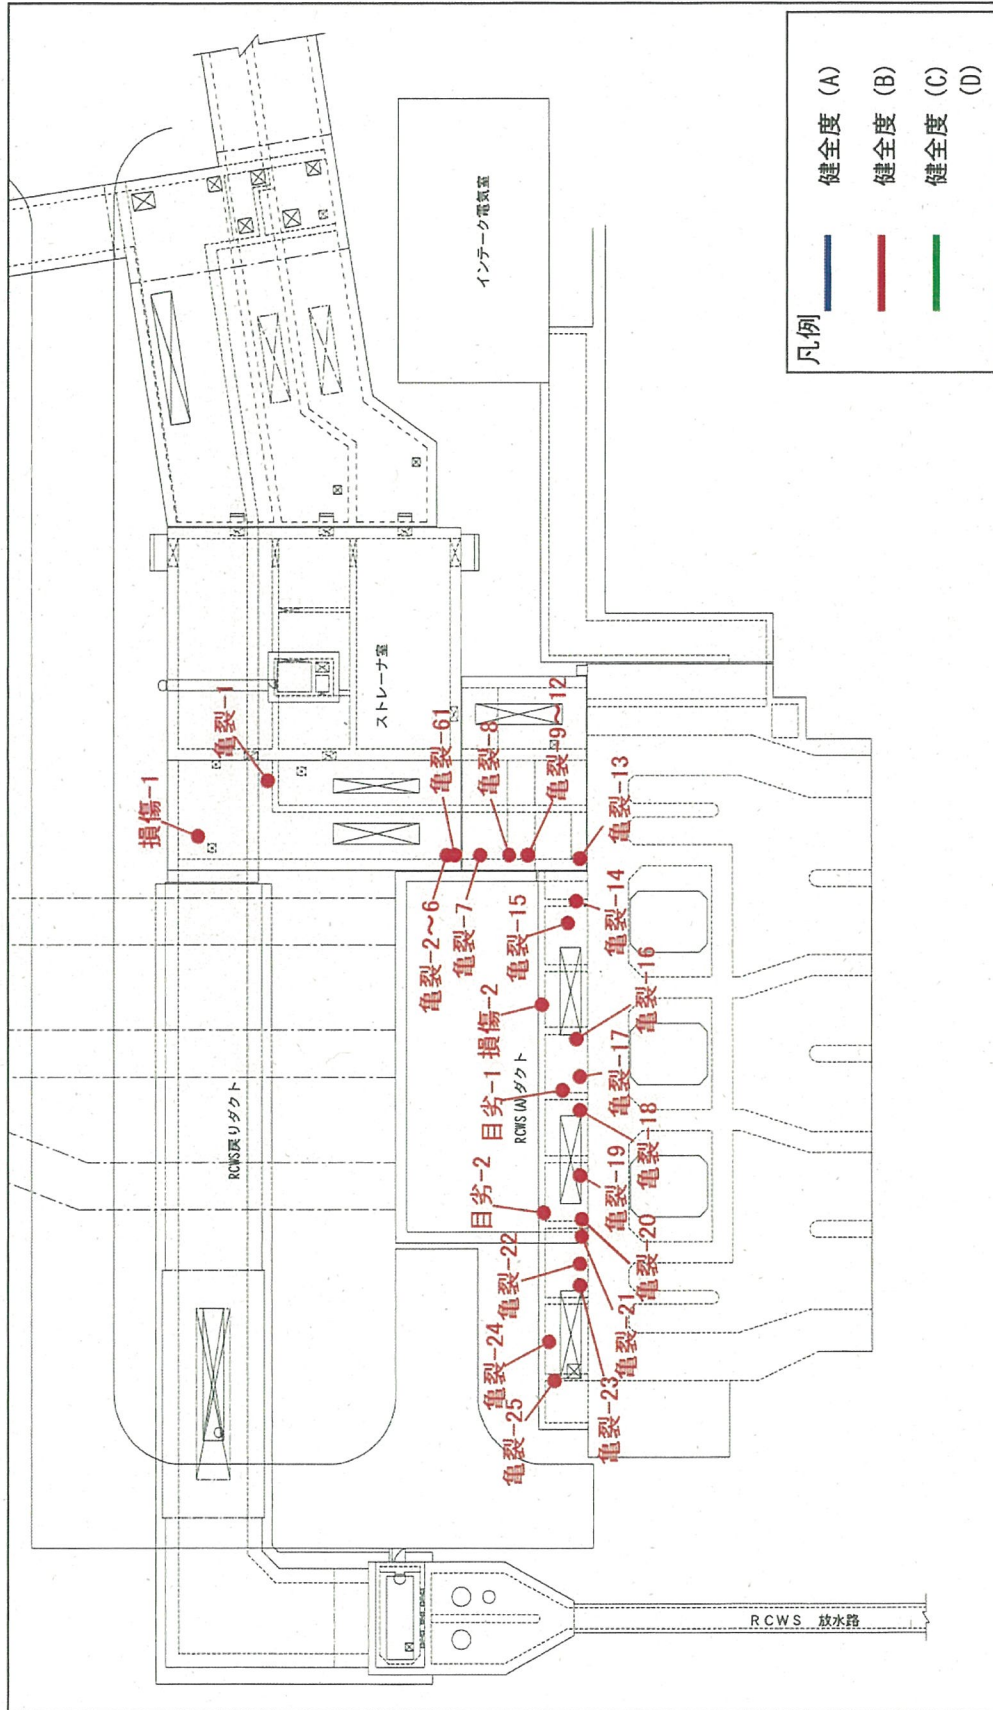 損傷-1
亀裂-1
亀裂-2～6
亀裂-61
亀裂-7
亀裂-8
亀裂-9～12
亀裂-13
亀裂-14
亀裂-15
亀裂-16
損傷-2
亀裂-17
目劣-1
亀裂-18
亀裂-19
目劣-2
亀裂-20
亀裂-21
亀裂-22
亀裂-23
亀裂-24
亀裂-25
RCWS戻りダクト
RCWS(A)ダクト
ストレーナ室
インテーク電気室
RCWS 放水路
凡例
健全度 (A)
健全度 (B)
健全度 (C)
(D)